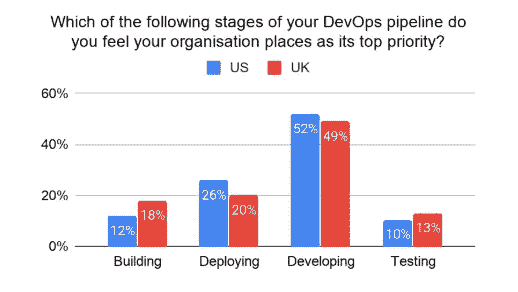 Which of the following stages of your DevOps pipeline do
you feel your organisation places as its top priority?
US UK
60%
40%
20%
0%
12% 18% 26% 20% 52% 49% 10% 13%
Building Deploying Developing Testing